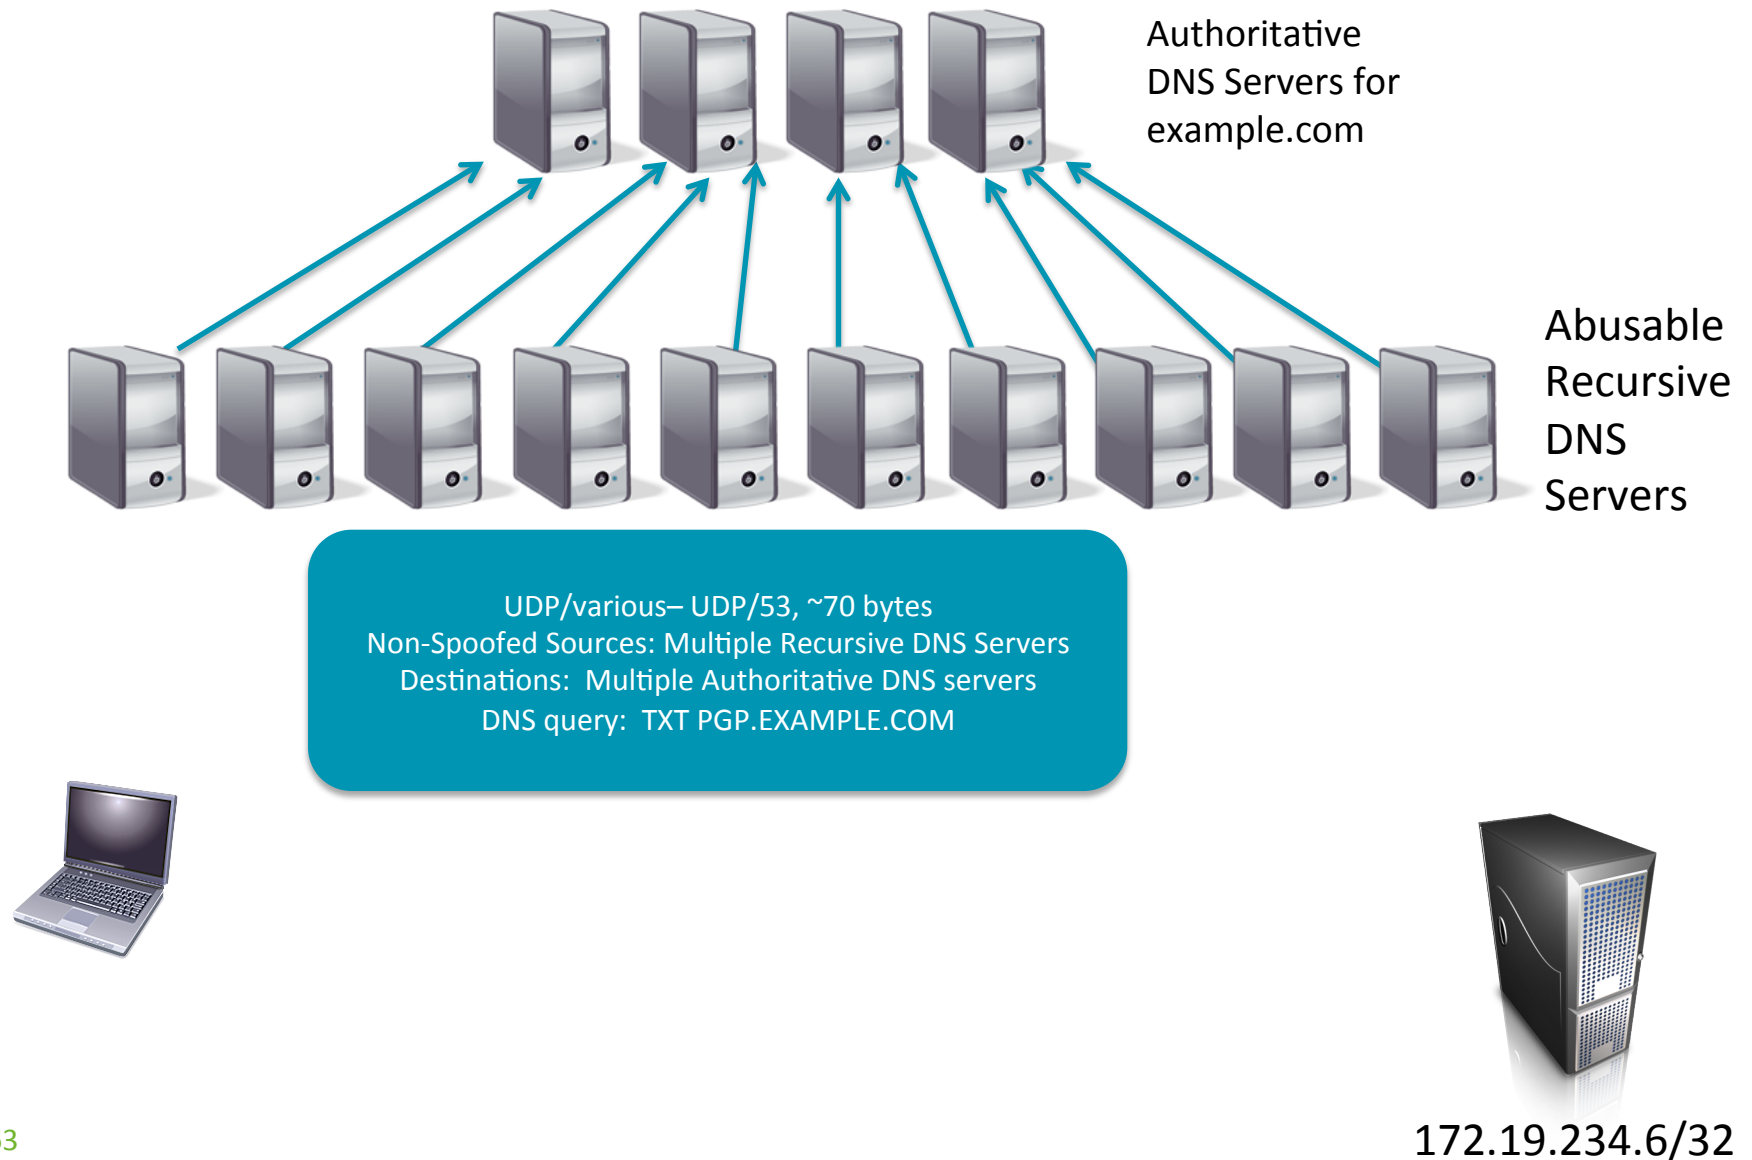 Authoritative
DNS Servers for
example.com
Abusable
Recursive
DNS
Servers
UDP/various– UDP/53, ~70 bytes
Non-Spoofed Sources: Multiple Recursive DNS Servers
Destinations:  Multiple Authoritative DNS servers
DNS query:  TXT PGP.EXAMPLE.COM
172.19.234.6/32